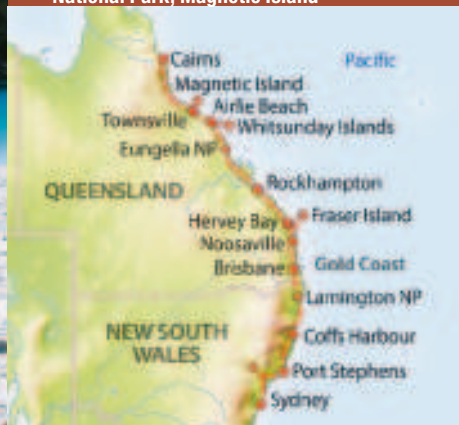 National Park, Magnetic Island
Cairns
Pacific
Magnetic Island
Airlie Beach
Townsville
Whitsunday Islands
Eungella NP
Rockhampton
QUEENSLAND
Fraser Island
Hervey Bay
Noosaville
Brisbane
Gold Coast
Lamington NP
NEW SOUTH
WALES
Coffs Harbour
Port Stephens
Sydney